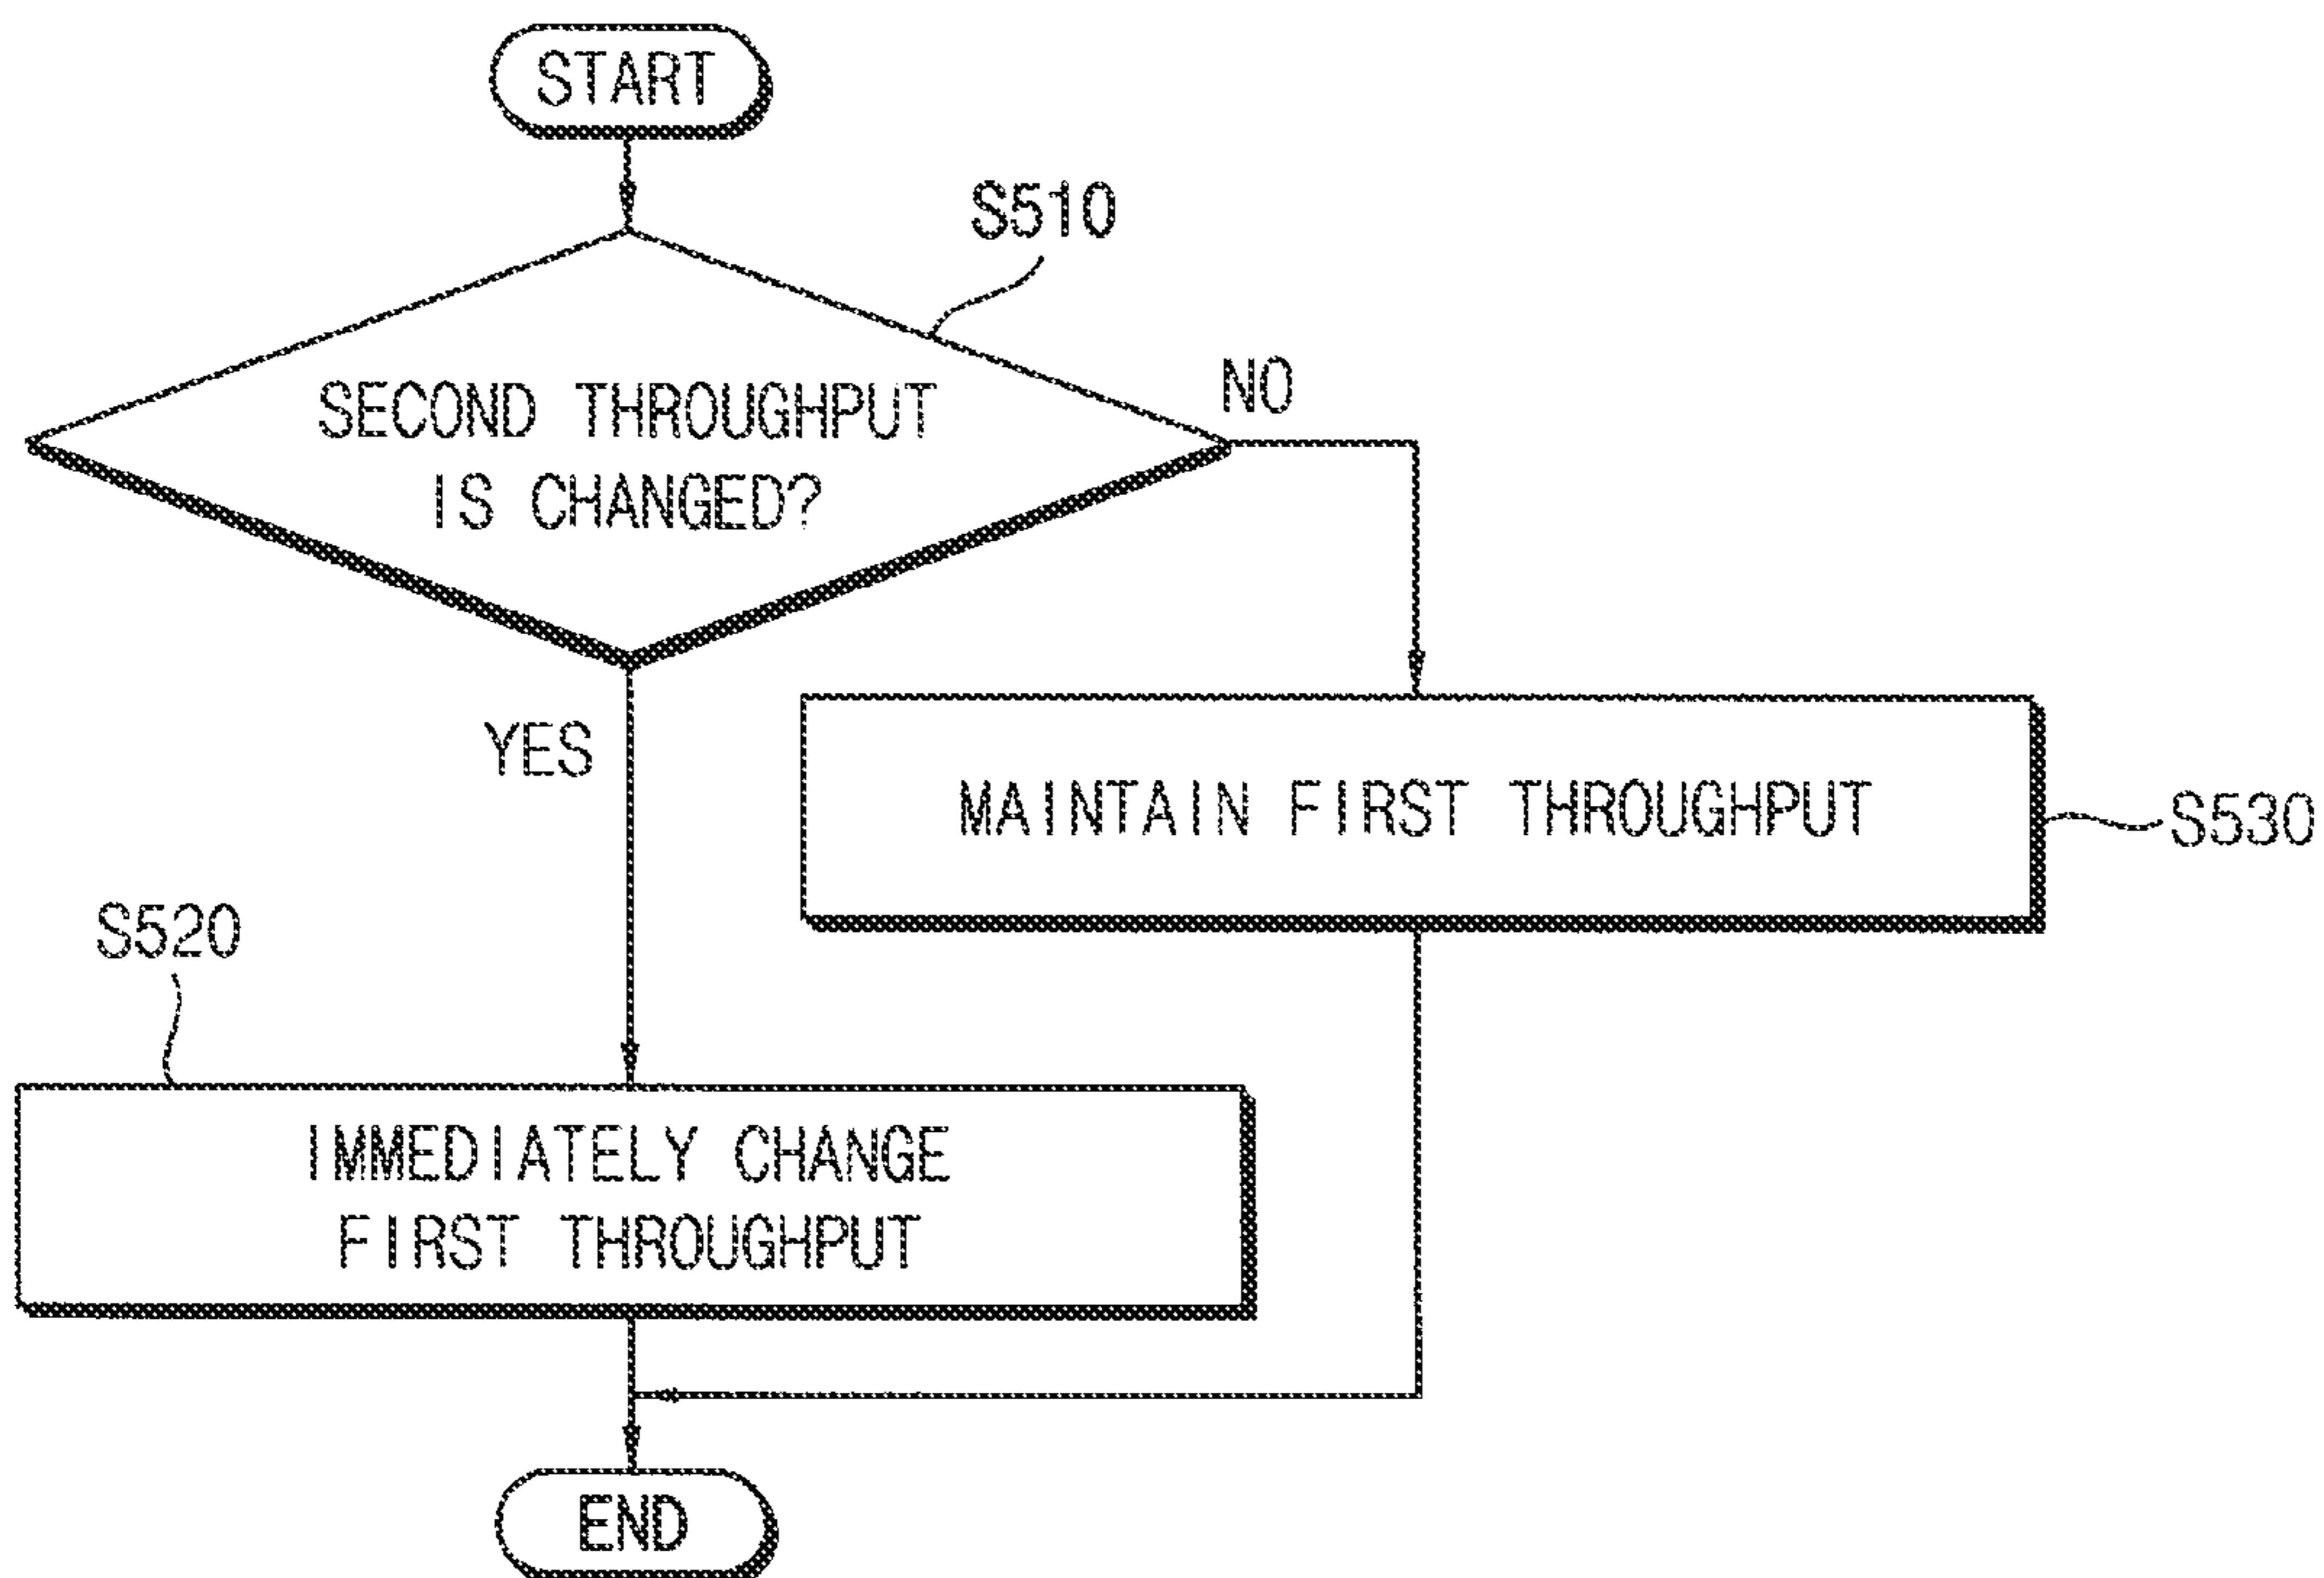 START
S510
SECOND THROUGHPUT
IS CHANGED?
NO
YES
MAINTAIN FIRST THROUGHPUT
S530
S520
IMMEDIATELY CHANGE
FIRST THROUGHPUT
END